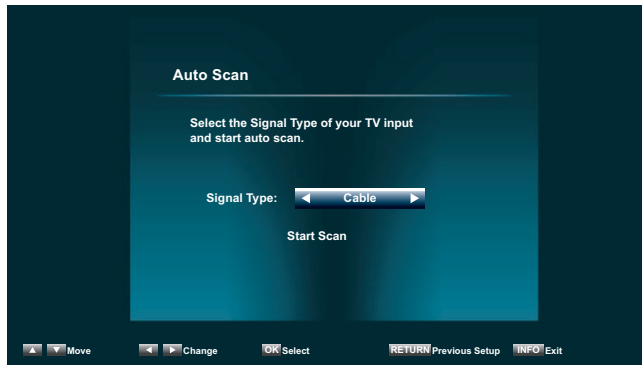 Auto Scan
Select the Signal Type of your TV input
and start auto scan.
Signal Type: Cable
Start Scan
Move Change OK Select RETURN Previous Setup INFO Exit